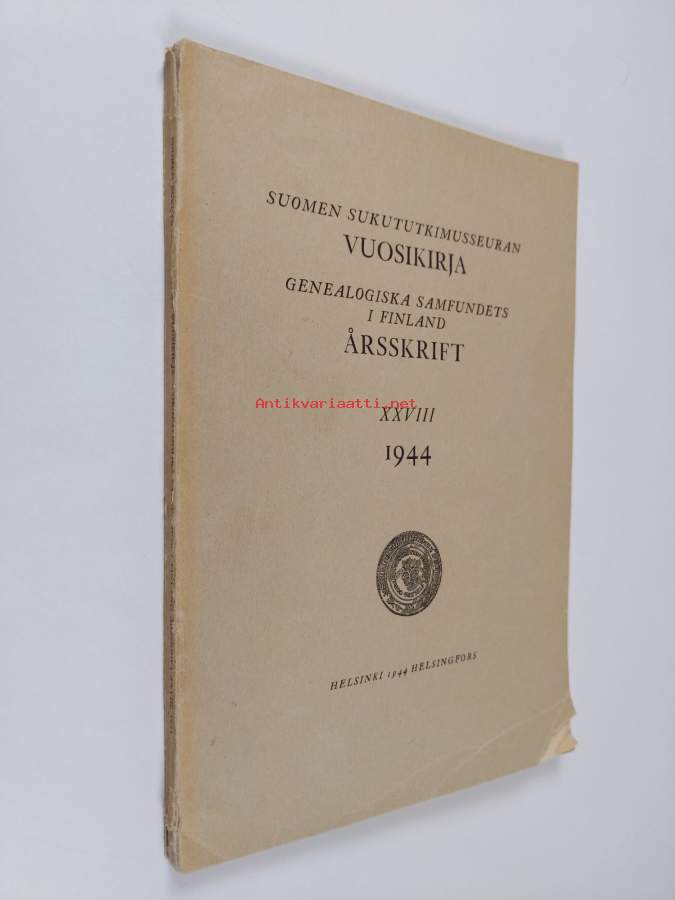 SUOMEN SUKUTUTKIMUSSEURAN
VUOSIKIRJA
GENEALOGISKA SAMFUNDETS
I FINLAND
ÅRSSKRIFT
Antikvariaatti.net
XXVIII
1944
HELSINKI 1944 HELSINGFORS